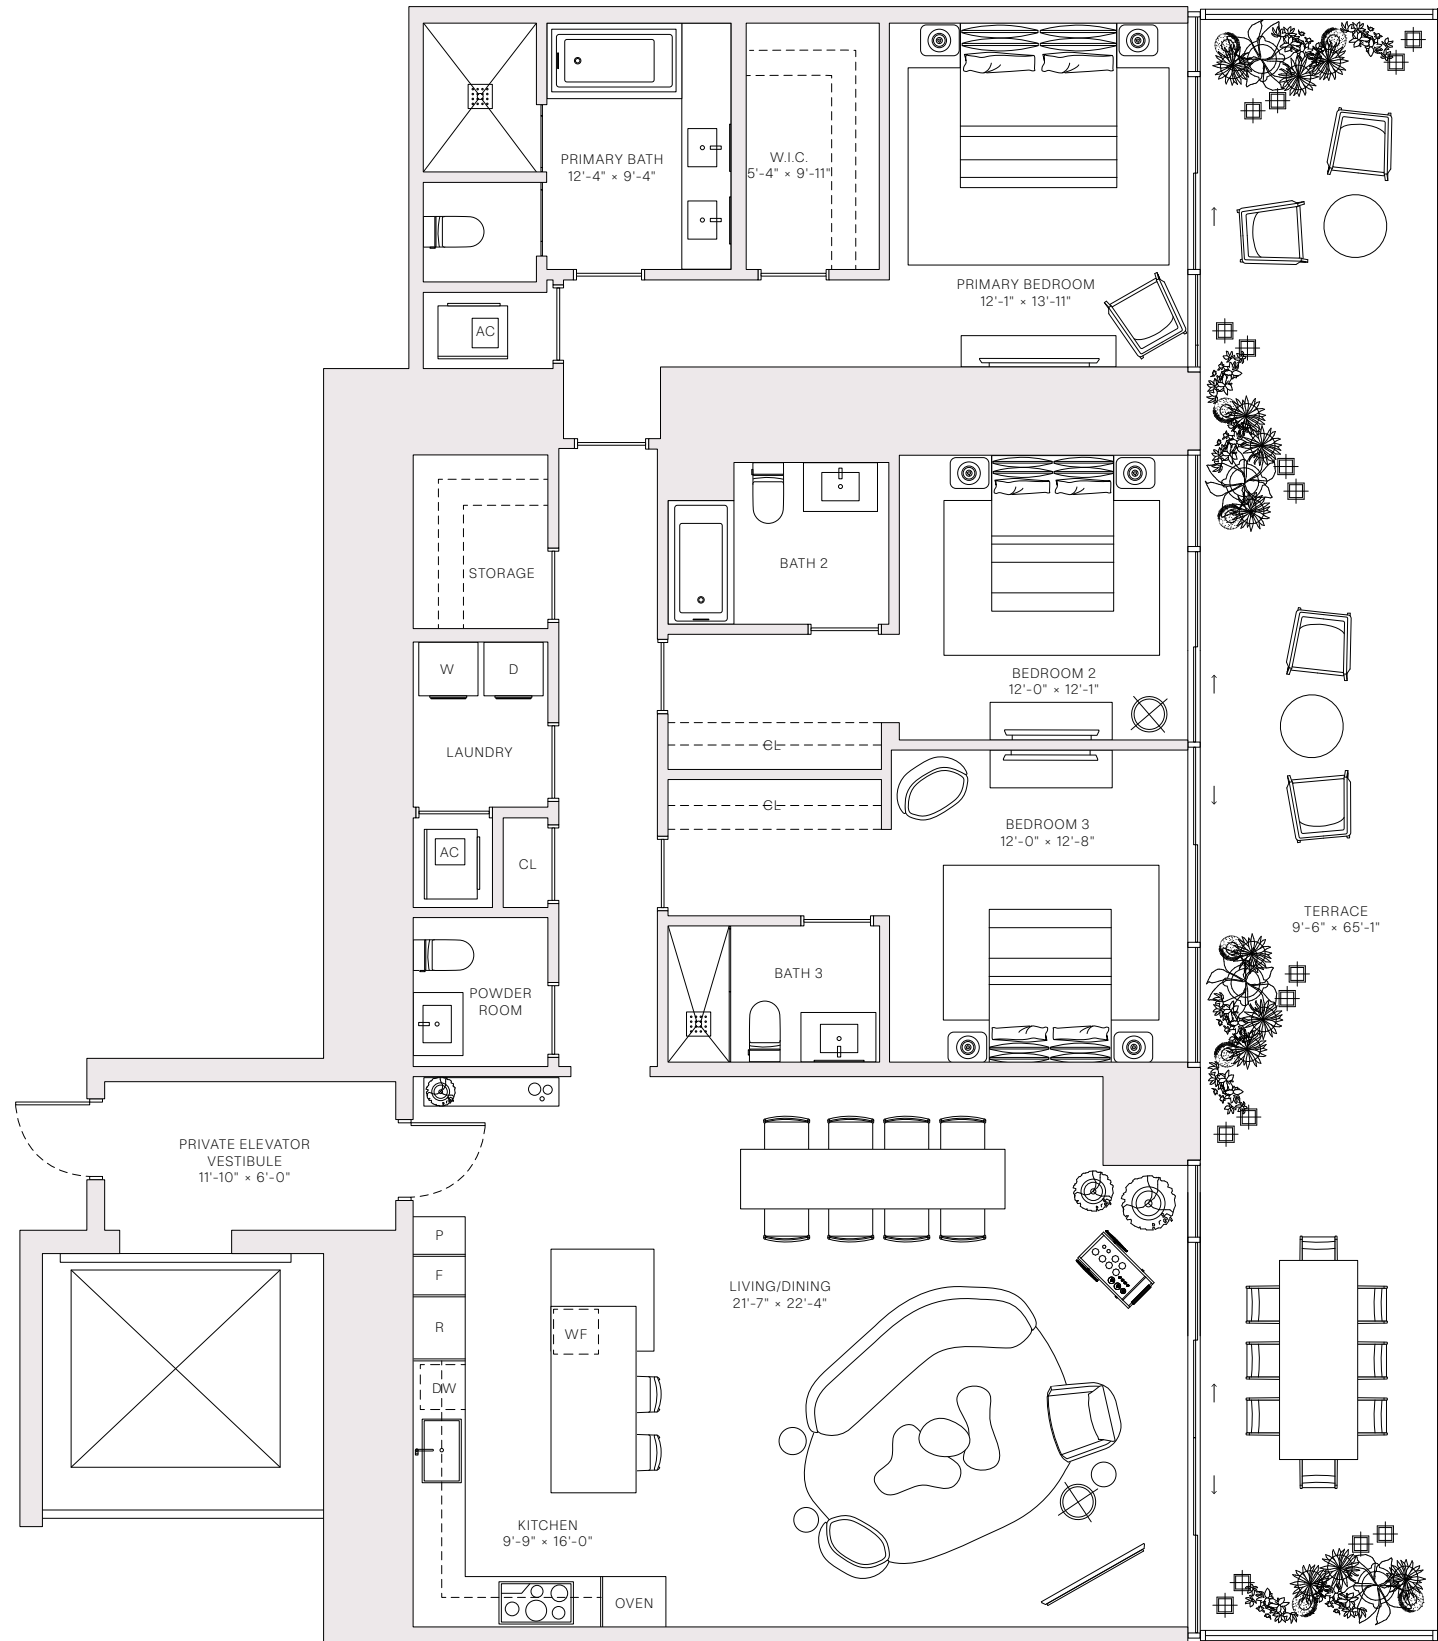 PRIMARY BATH
12'-4" × 9'-4"
W.I.C.
5'-4" × 9'-11"
PRIMARY BEDROOM
12'-1" × 13'-11"
AC
STORAGE
BATH 2
W
D
BEDROOM 2
12'-0" × 12'-1"
LAUNDRY
CL
CL
BEDROOM 3
12'-0" × 12'-8"
AC
CL
TERRACE
9'-6" × 65'-1"
POWDER
ROOM
BATH 3
PRIVATE ELEVATOR
VESTIBULE
11'-10" × 6'-0"
P
F
R
DW
WF
LIVING/DINING
21'-7" × 22'-4"
KITCHEN
9'-9" × 16'-0"
OVEN